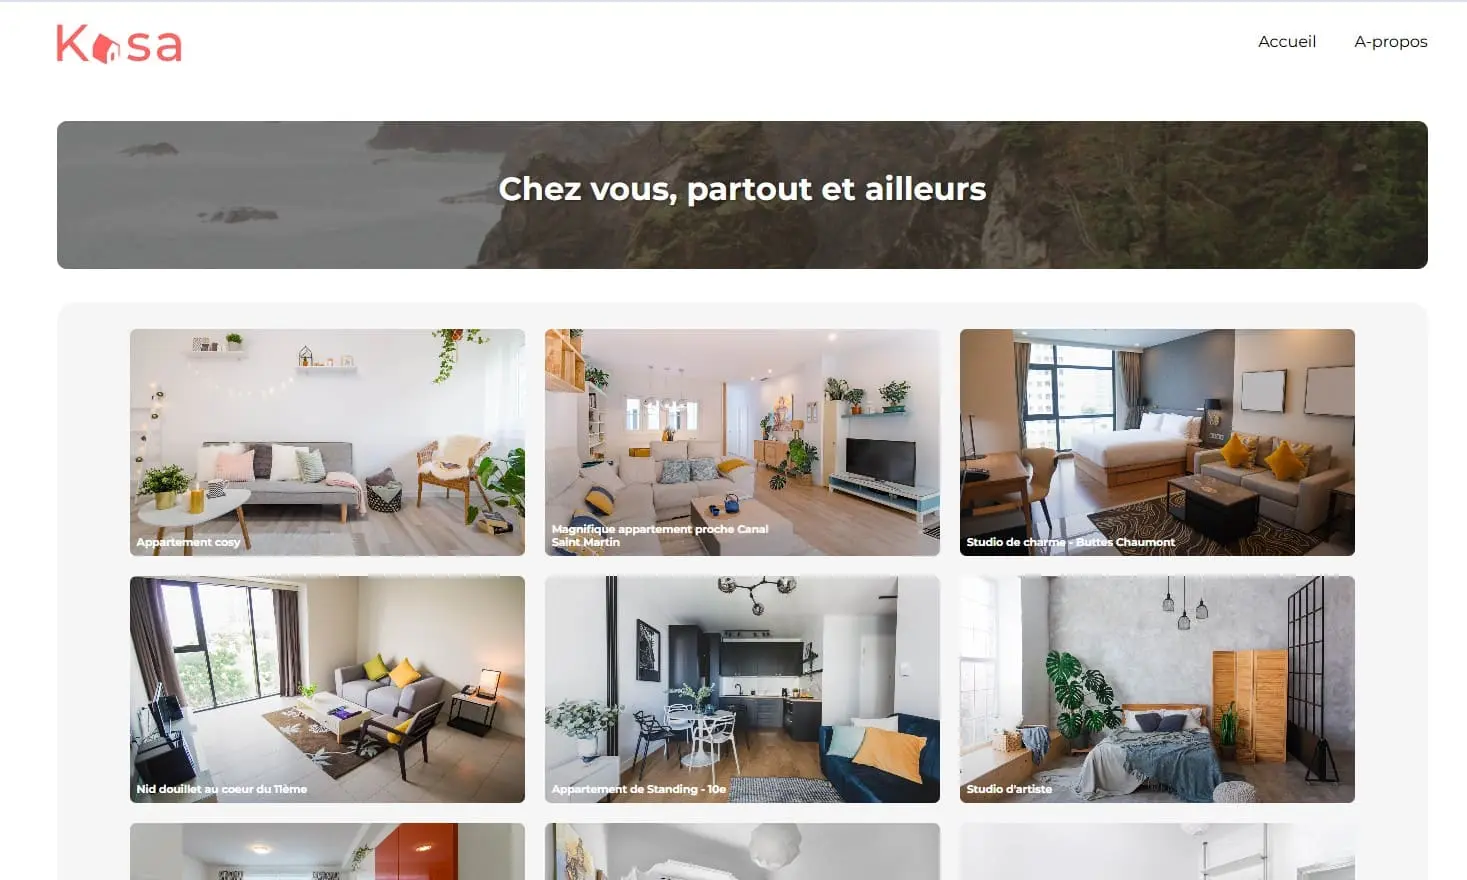 Kasa
Accueil
A-propos
Chez vous, partout et ailleurs
Appartement cosy
Magnifique appartement proche Canal
Saint Martin
Studio de charme - Buttes Chaumont
Nid douillet au coeur du 11ème
Appartement de Standing - 10e
Studio d'artiste